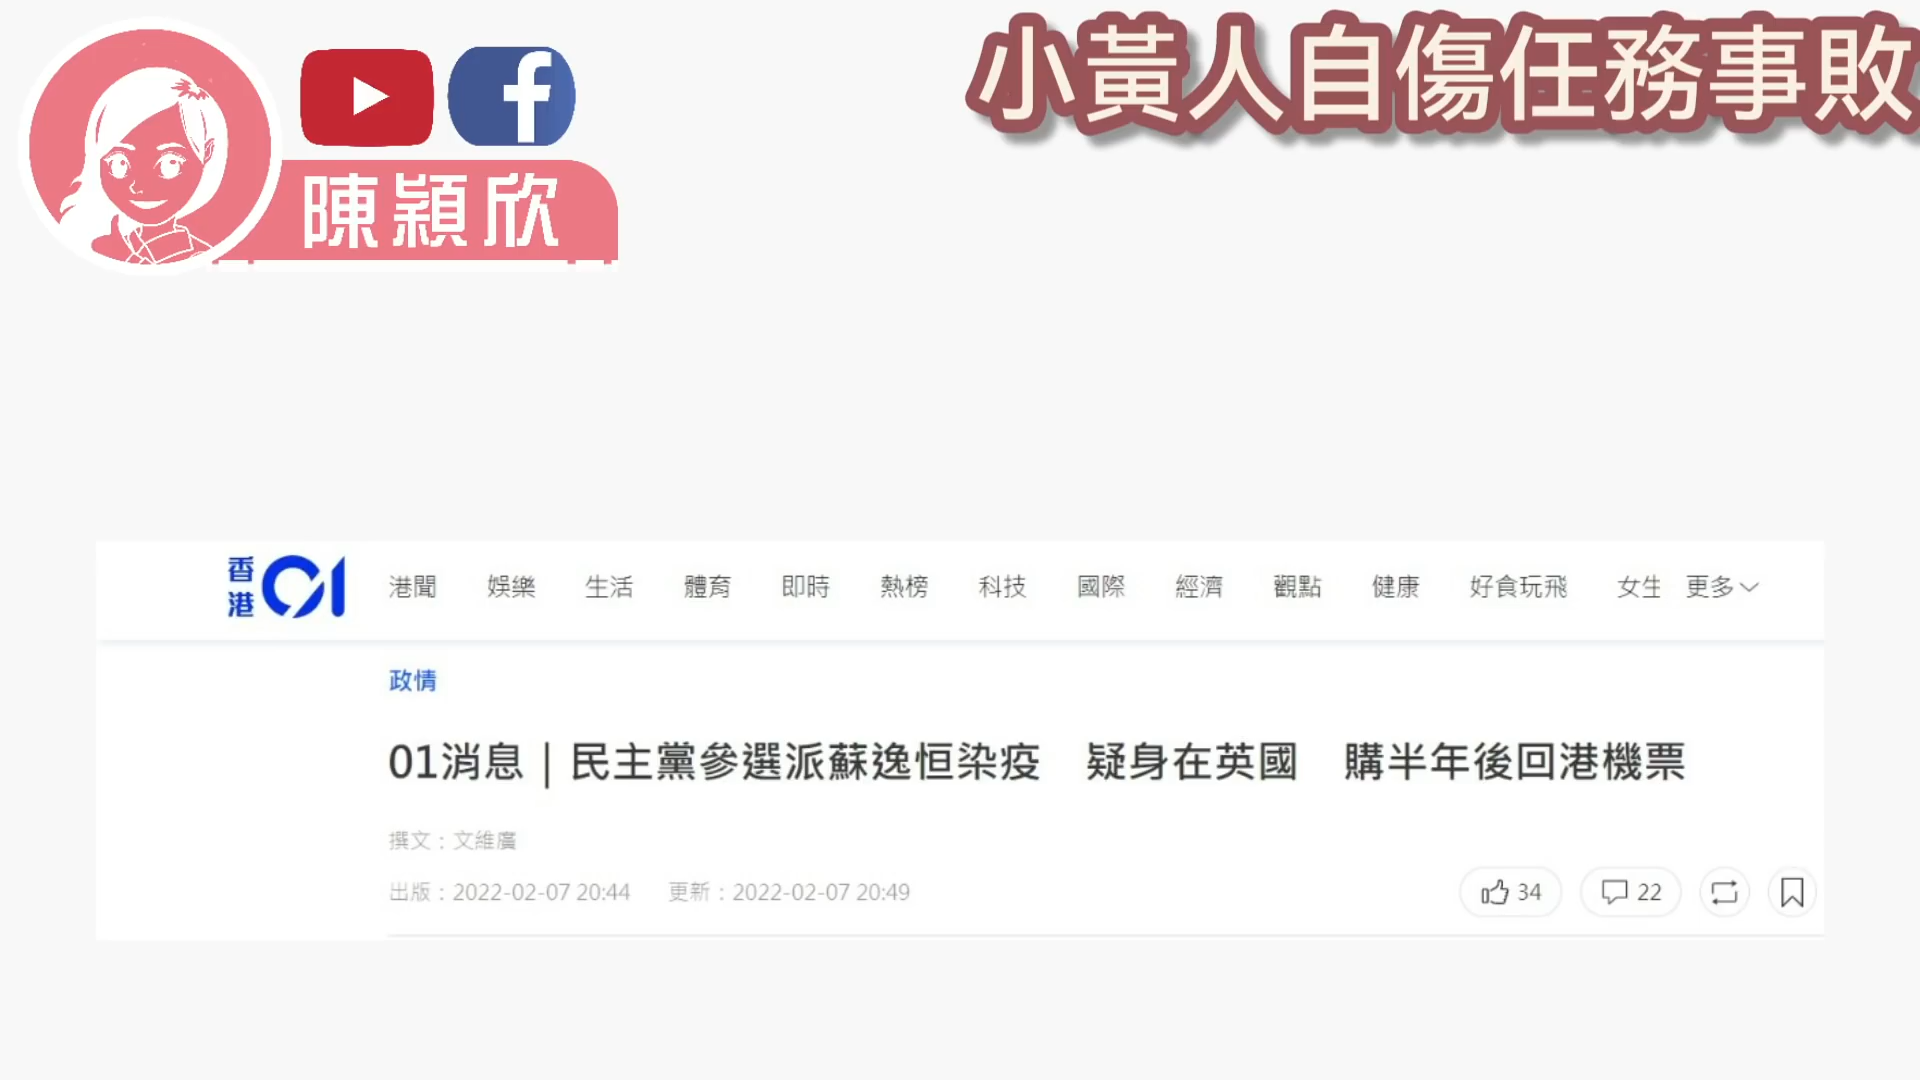 小黃人自傷任務事敗
陳穎欣
香港01
港聞 娛樂 生活 體育 即時 熱榜 科技 國際 經濟 觀點 健康 好食玩飛 女生 更多
政情
01消息｜民主黨參選派蘇逸恒染疫　疑身在英國　購半年後回港機票
撰文：文維廣
出版：2022-02-07 20:44 更新：2022-02-07 20:49
34 22